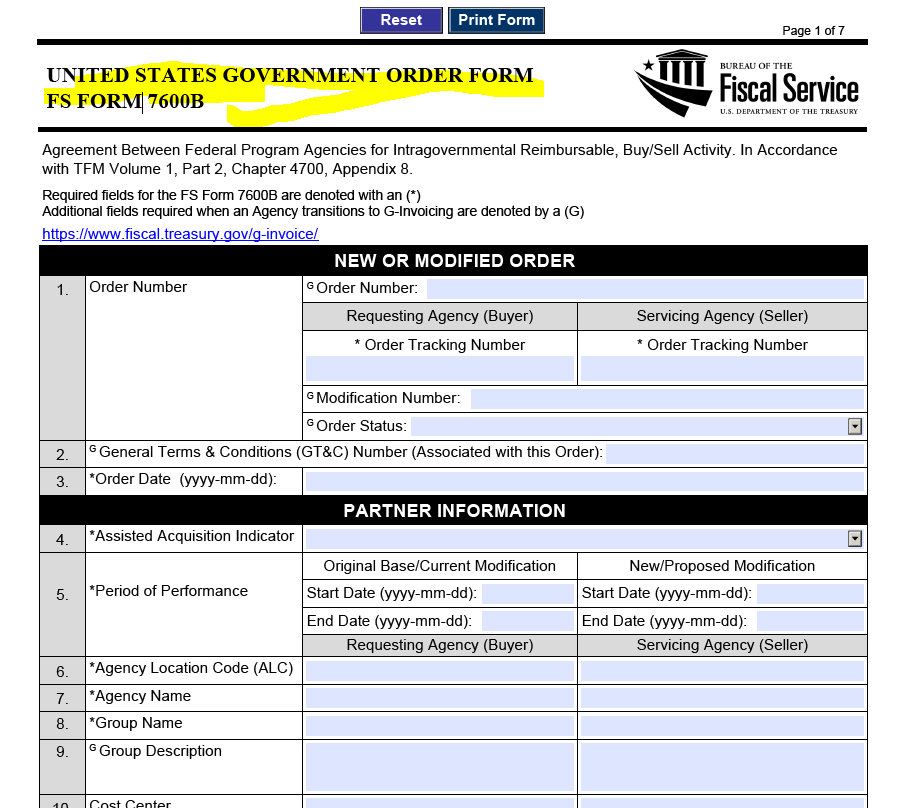 Reset Print Form
Page 1 of 7
UNITED STATES GOVERNMENT ORDER FORM
FS FORM 7600B
BUREAU OF THE
Fiscal Service
U.S. DEPARTMENT OF THE TREASURY
Agreement Between Federal Program Agencies for Intragovernmental Reimbursable, Buy/Sell Activity. In Accordance
with TFM Volume 1, Part 2, Chapter 4700, Appendix 8.
Required fields for the FS Form 7600B are denoted with an (*)
Additional fields required when an Agency transitions to G-Invoicing are denoted by a (G)
https://www.fiscal.treasury.gov/g-invoice/
NEW OR MODIFIED ORDER
1. Order Number
G Order Number:
Requesting Agency (Buyer) Servicing Agency (Seller)
* Order Tracking Number * Order Tracking Number
G Modification Number:
G Order Status:
2. G General Terms & Conditions (GT&C) Number (Associated with this Order):
3. *Order Date (yyyy-mm-dd):
PARTNER INFORMATION
4. *Assisted Acquisition Indicator
5. *Period of Performance
Original Base/Current Modification New/Proposed Modification
Start Date (yyyy-mm-dd): Start Date (yyyy-mm-dd):
End Date (yyyy-mm-dd): End Date (yyyy-mm-dd):
Requesting Agency (Buyer) Servicing Agency (Seller)
6. *Agency Location Code (ALC)
7. *Agency Name
8. *Group Name
9. G Group Description
10. Cost Center